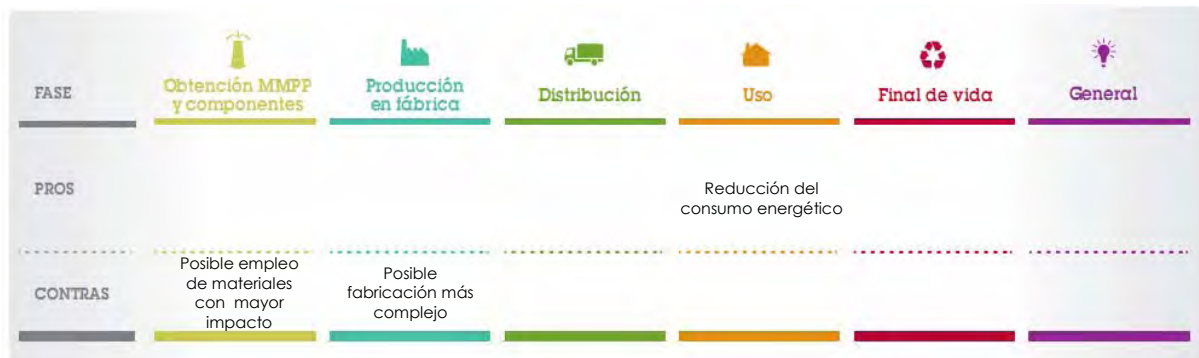 FASE
Obtención MMPP
y componentes
Producción
en fábrica
Distribución
Uso
Final de vida
General
PROS
Reducción del
consumo energético
CONTRAS
Posible empleo
de materiales
con mayor
impacto
Posible
fabricación más
complejo